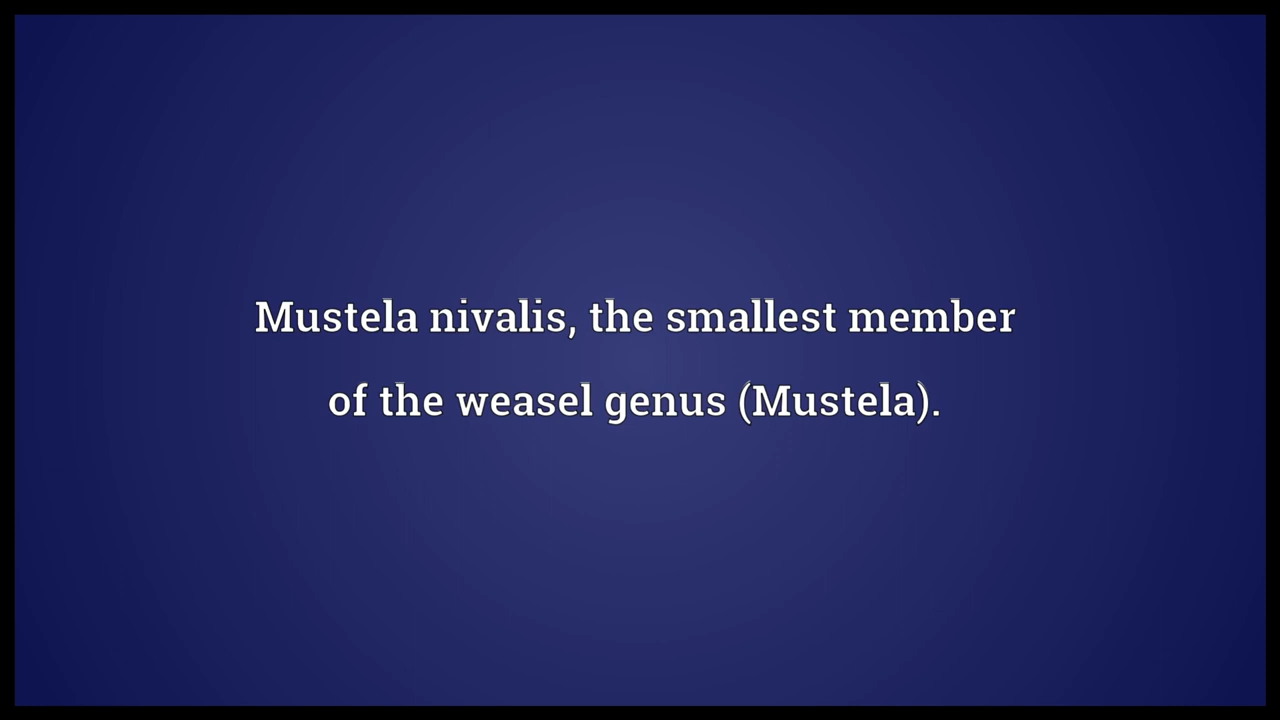 Mustela nivalis, the smallest member
of the weasel genus (Mustela).